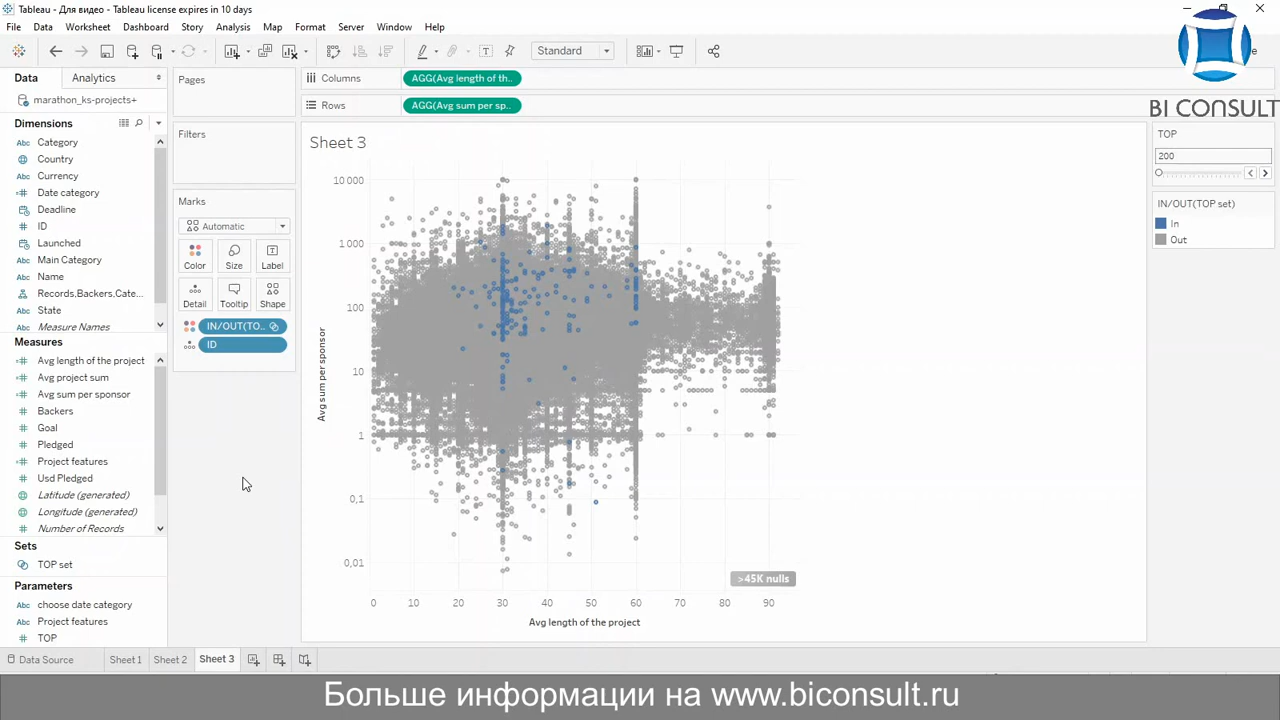 Tableau - Для видео - Tableau license expires in 10 days
File Data Worksheet Dashboard Story Analysis Map Format Server Window Help
Standard
BI CONSULT
Data Analytics
marathon_ks-projects+
Dimensions
Category
Country
Currency
Date category
Deadline
ID
Launched
Main Category
Name
Records,Backers,Cate...
State
Measure Names
Measures
Avg length of the project
Avg project sum
Avg sum per sponsor
Backers
Goal
Pledged
Project features
Usd Pledged
Latitude (generated)
Longitude (generated)
Number of Records
Sets
TOP set
Parameters
choose date category
Project features
TOP
Pages
Filters
Marks
Automatic
Color Size Label
Detail Tooltip Shape
IN/OUT(TO..
ID
Columns AGG(Avg length of th..
Rows AGG(Avg sum per sp..
Sheet 3
10 000
1 000
100
10
1
0,1
0,01
Avg sum per sponsor
>45K nulls
0 10 20 30 40 50 60 70 80 90
Avg length of the project
TOP
200
IN/OUT(TOP set)
In
Out
Data Source Sheet 1 Sheet 2 Sheet 3
Больше информации на www.biconsult.ru